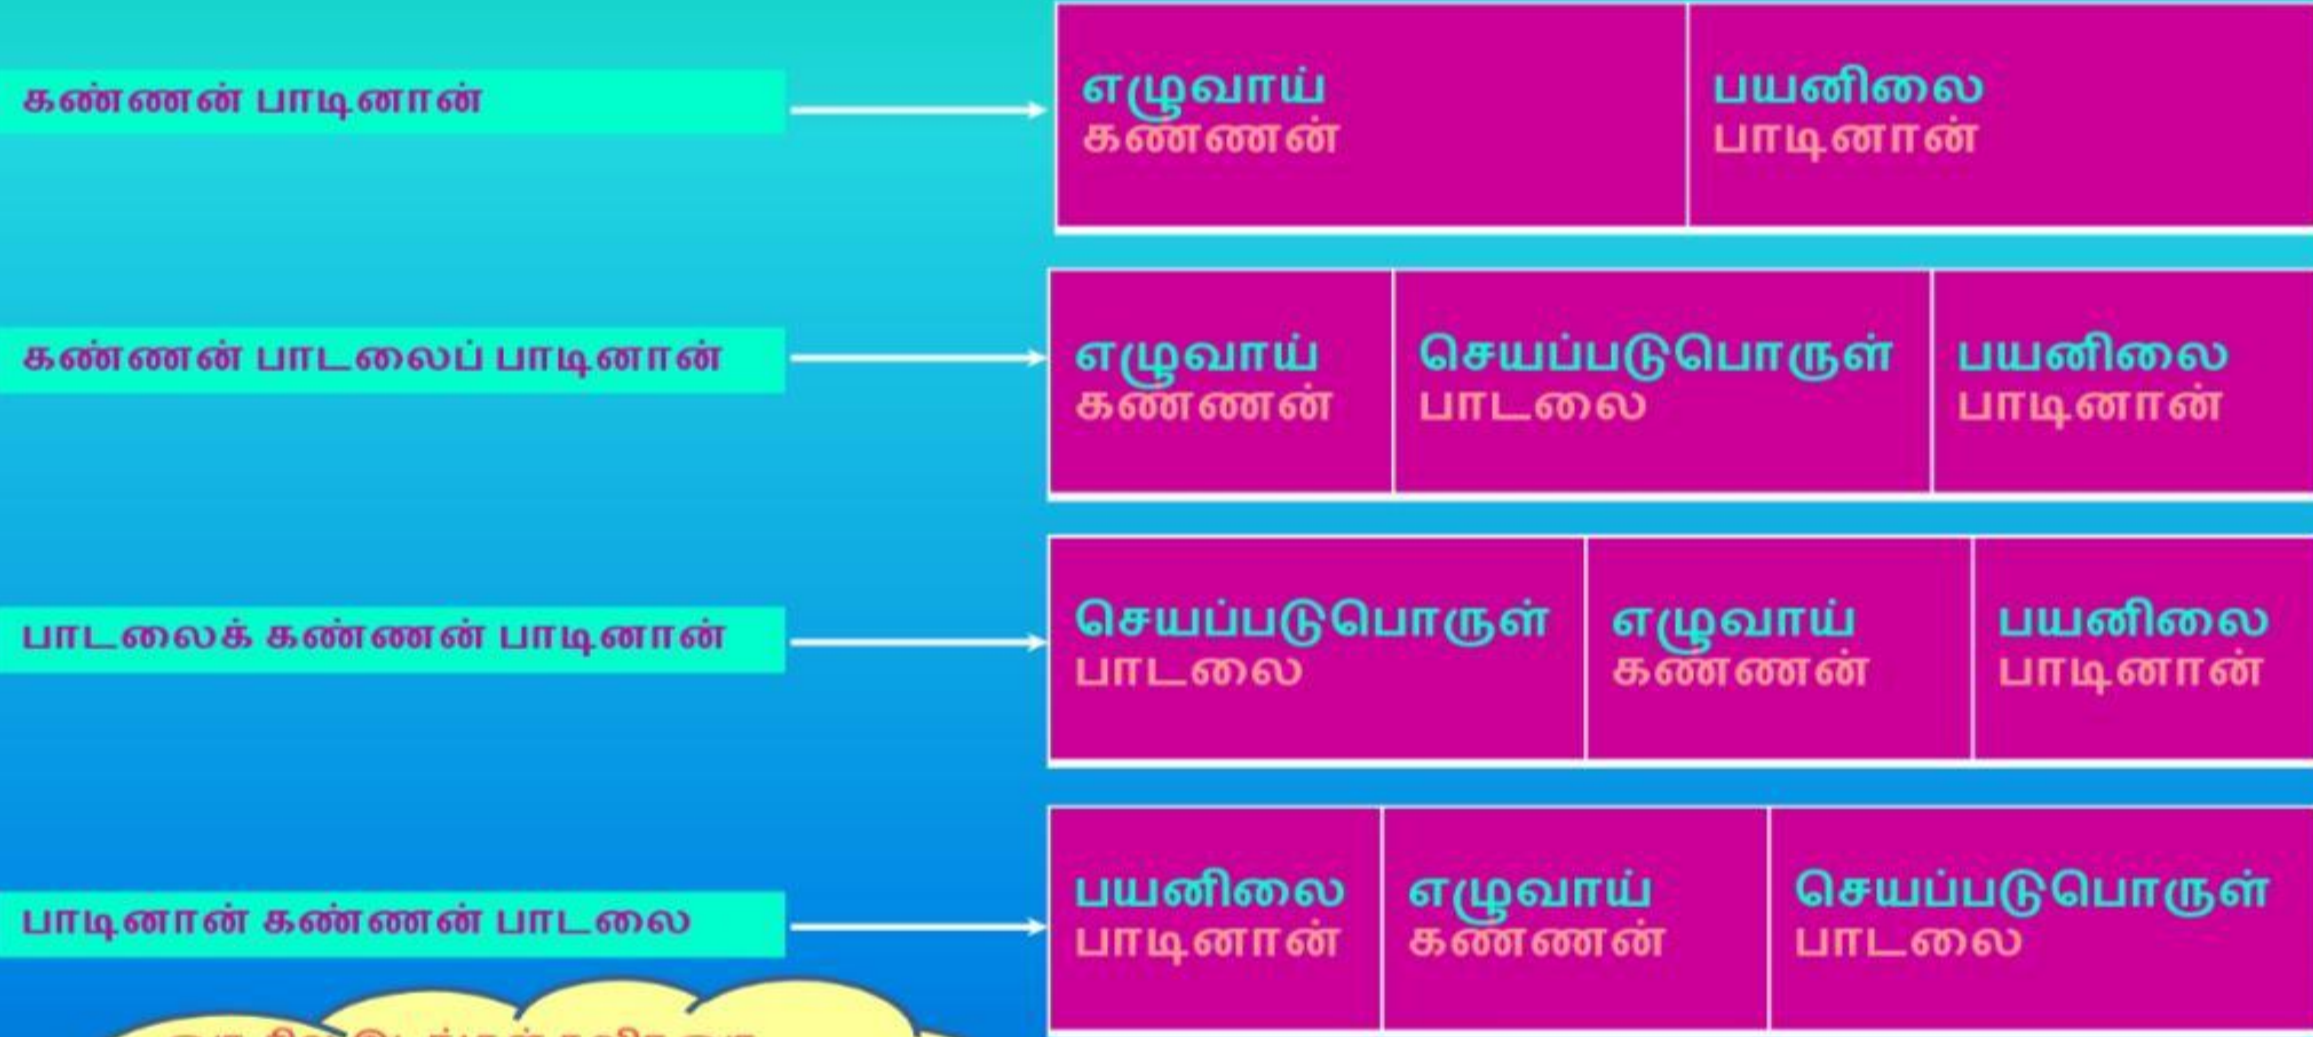 கண்ணன் பாடினான்
எழுவாய் பயனிலை
கண்ணன் பாடினான்
கண்ணன் பாடலைப் பாடினான்
எழுவாய் செயப்படுபொருள் பயனிலை
கண்ணன் பாடலை பாடினான்
பாடலைக் கண்ணன் பாடினான்
செயப்படுபொருள் எழுவாய் பயனிலை
பாடலை கண்ணன் பாடினான்
பாடினான் கண்ணன் பாடலை
பயனிலை எழுவாய் செயப்படுபொருள்
பாடினான் கண்ணன் பாடலை